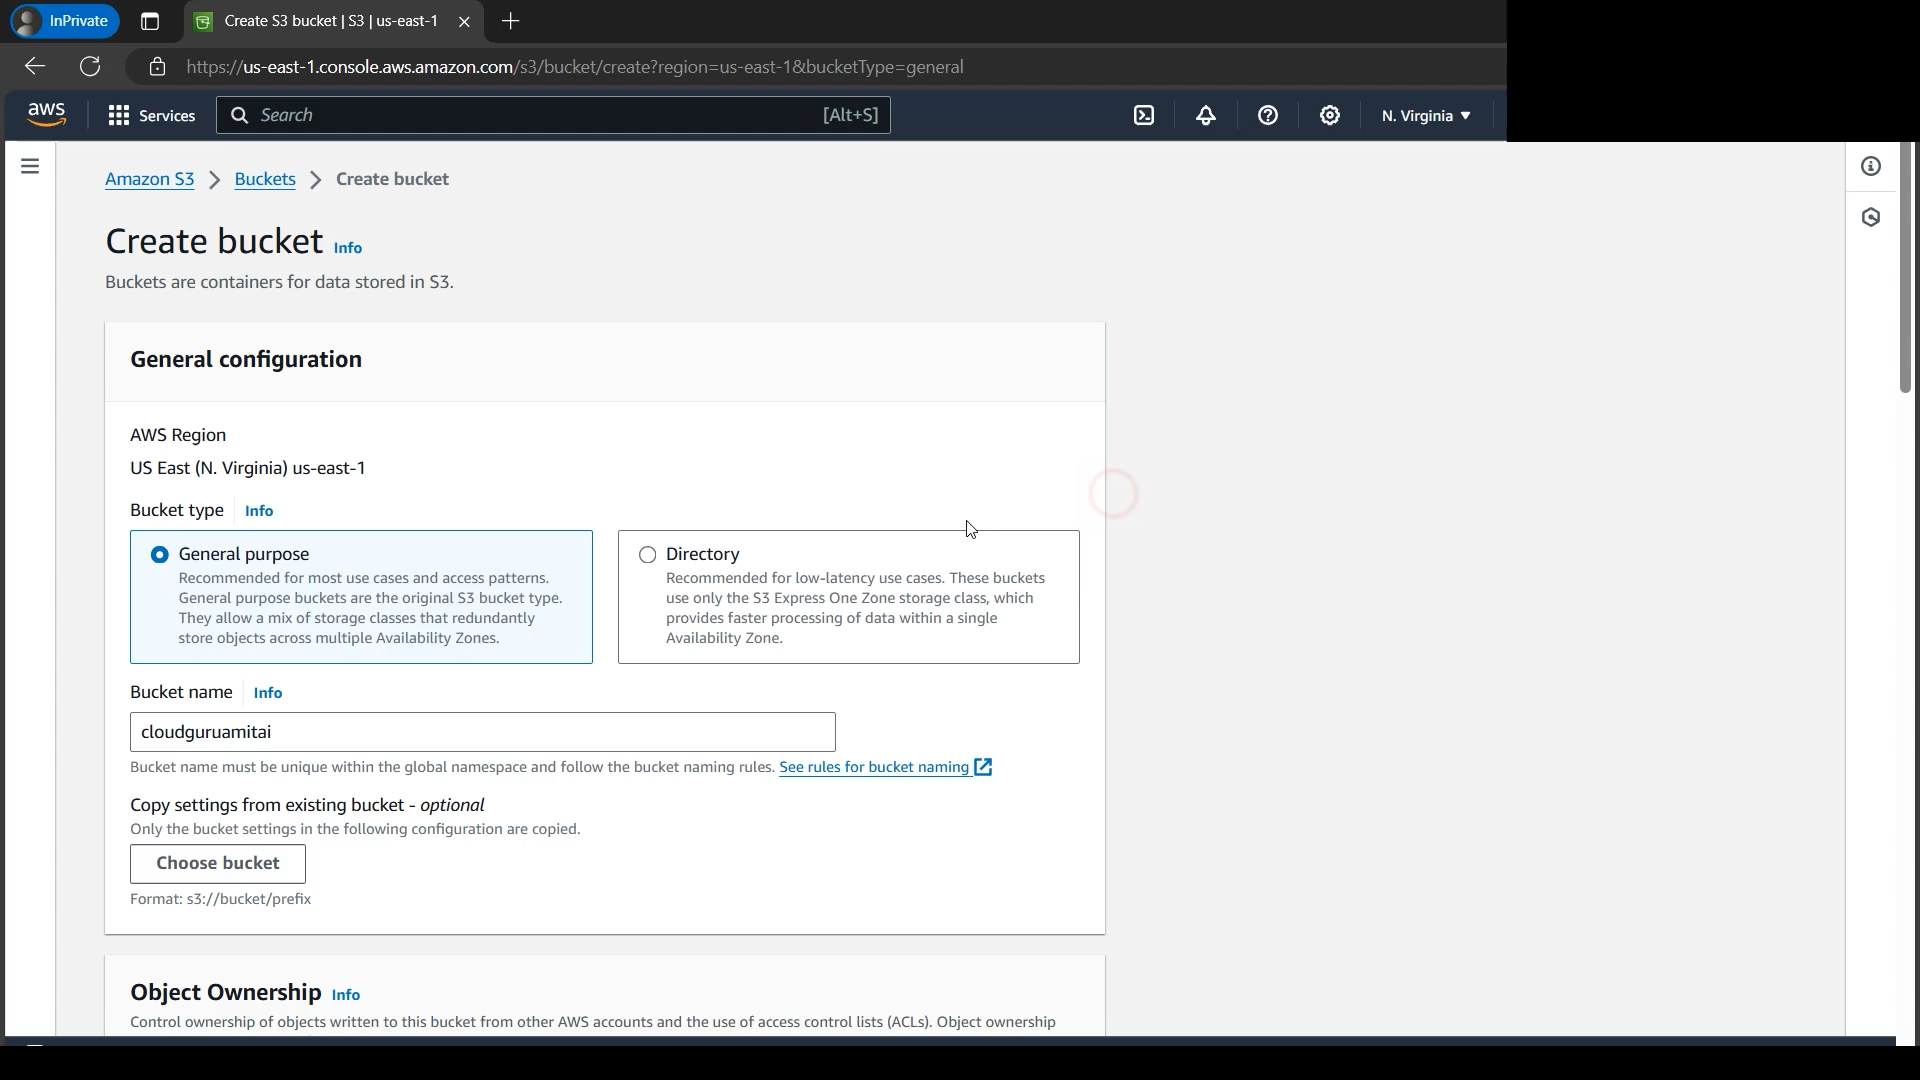 InPrivate
Create S3 bucket | S3 | us-east-1
https://us-east-1.console.aws.amazon.com/s3/bucket/create?region=us-east-1&bucketType=general
aws
Services
Search
[Alt+S]
N. Virginia
Amazon S3
Buckets
Create bucket
Create bucket Info
Buckets are containers for data stored in S3.
General configuration
AWS Region
US East (N. Virginia) us-east-1
Bucket type Info
General purpose
Recommended for most use cases and access patterns.
General purpose buckets are the original S3 bucket type.
They allow a mix of storage classes that redundantly
store objects across multiple Availability Zones.
Directory
Recommended for low-latency use cases. These buckets
use only the S3 Express One Zone storage class, which
provides faster processing of data within a single
Availability Zone.
Bucket name Info
cloudguruamitai
Bucket name must be unique within the global namespace and follow the bucket naming rules. See rules for bucket naming
Copy settings from existing bucket - optional
Only the bucket settings in the following configuration are copied.
Choose bucket
Format: s3://bucket/prefix
Object Ownership Info
Control ownership of objects written to this bucket from other AWS accounts and the use of access control lists (ACLs). Object ownership